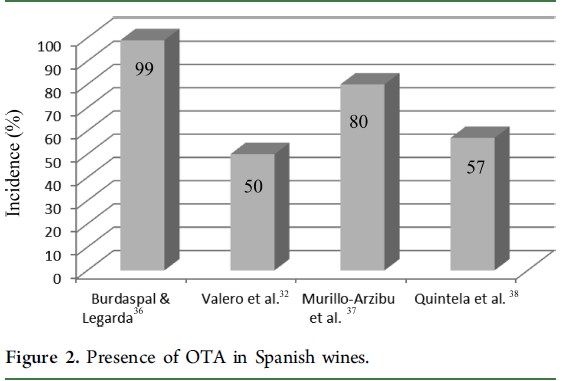 Incidence (%)
100
90
80
70
60
50
40
30
20
10
0
99
50
80
57
Burdaspal &
Legarda36
Valero et al.32
Murillo-Arzibu
et al. 37
Quintela et al. 38
Figure 2. Presence of OTA in Spanish wines.